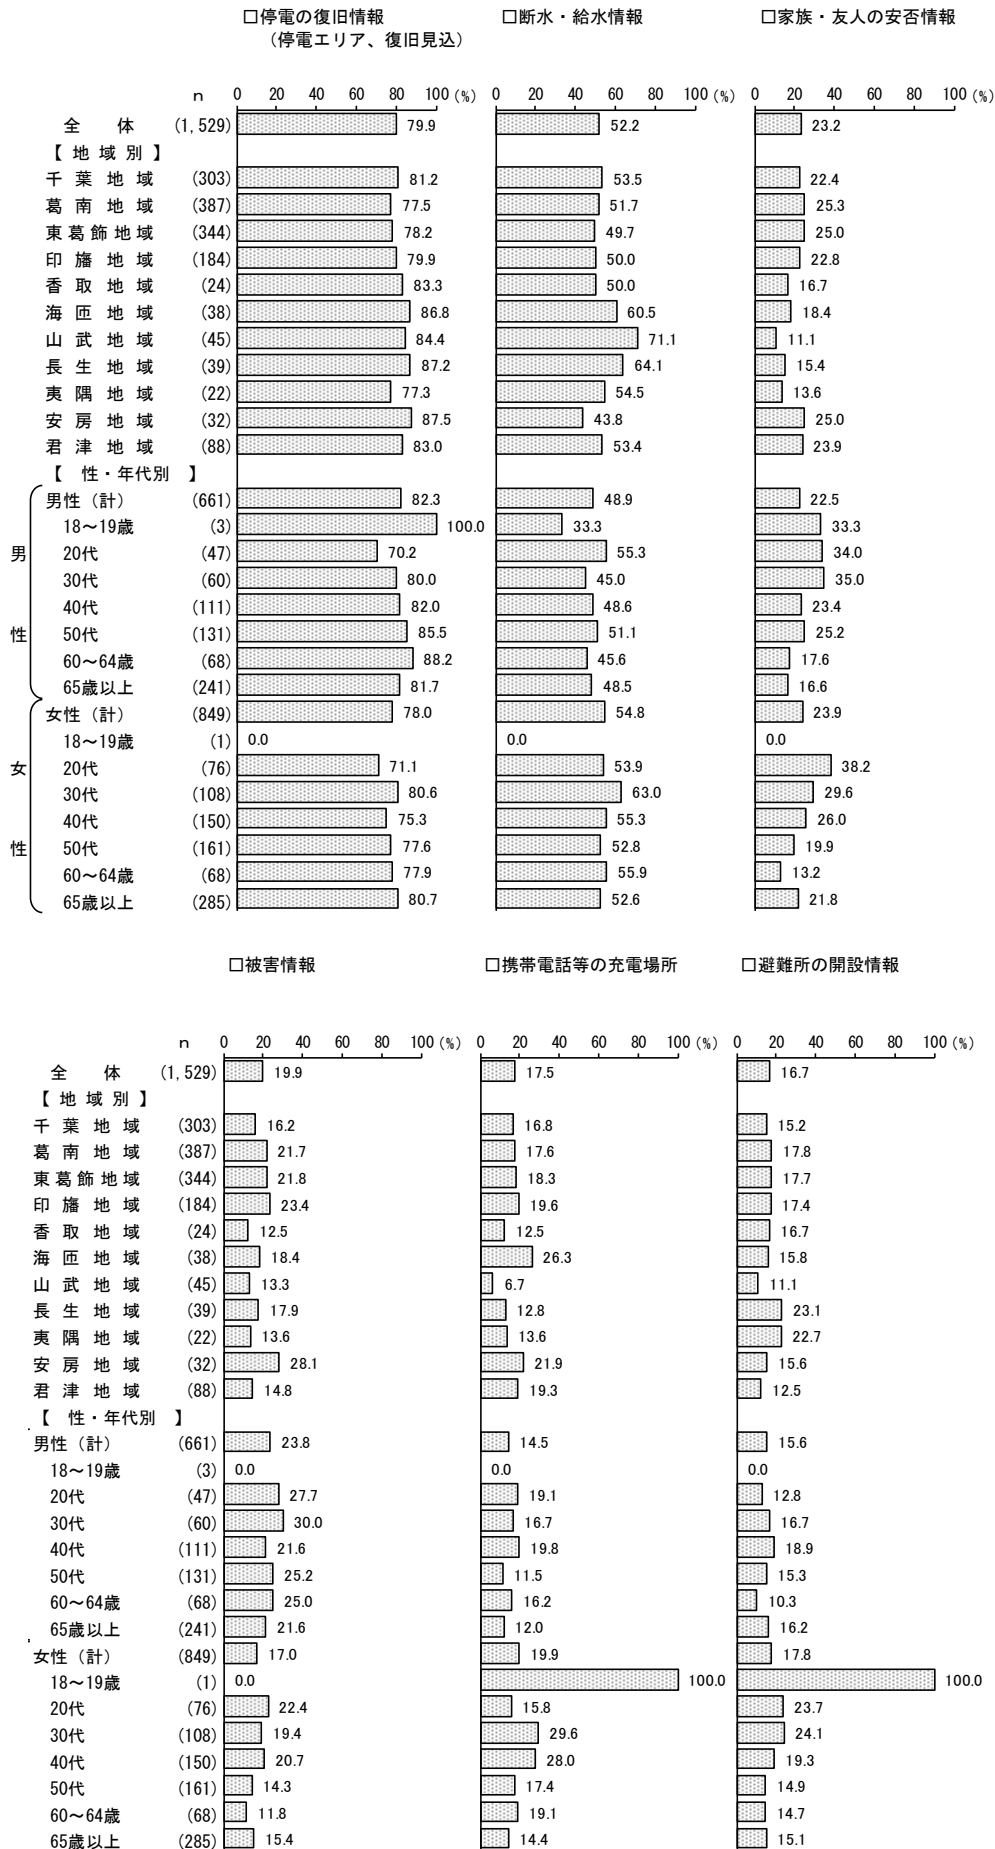 □停電の復旧情報 □断水・給水情報 □家族・友人の安否情報
（停電エリア、復旧見込）
n 0 20 40 60 80 100 (%) 0 20 40 60 80 100 (%) 0 20 40 60 80 100 (%)
全 体 (1,529) 79.9 52.2 23.2
【 地 域 別 】
千 葉 地 域 (303) 81.2 53.5 22.4
葛 南 地 域 (387) 77.5 51.7 25.3
東葛飾地域 (344) 78.2 49.7 25.0
印 旛 地 域 (184) 79.9 50.0 22.8
香 取 地 域 (24) 83.3 50.0 16.7
海 匝 地 域 (38) 86.8 60.5 18.4
山 武 地 域 (45) 84.4 71.1 11.1
長 生 地 域 (39) 87.2 64.1 15.4
夷 隅 地 域 (22) 77.3 54.5 13.6
安 房 地 域 (32) 87.5 43.8 25.0
君 津 地 域 (88) 83.0 53.4 23.9
【 性・年代別 】
男性（計） (661) 82.3 48.9 22.5
18～19歳 (3) 100.0 33.3 33.3
男 20代 (47) 70.2 55.3 34.0
30代 (60) 80.0 45.0 35.0
40代 (111) 82.0 48.6 23.4
性 50代 (131) 85.5 51.1 25.2
60～64歳 (68) 88.2 45.6 17.6
65歳以上 (241) 81.7 48.5 16.6
女性（計） (849) 78.0 54.8 23.9
18～19歳 (1) 0.0 0.0 0.0
女 20代 (76) 71.1 53.9 38.2
30代 (108) 80.6 63.0 29.6
40代 (150) 75.3 55.3 26.0
性 50代 (161) 77.6 52.8 19.9
60～64歳 (68) 77.9 55.9 13.2
65歳以上 (285) 80.7 52.6 21.8
□被害情報 □携帯電話等の充電場所 □避難所の開設情報
n 0 20 40 60 80 100 (%) 0 20 40 60 80 100 (%) 0 20 40 60 80 100 (%)
全 体 (1,529) 19.9 17.5 16.7
【 地 域 別 】
千 葉 地 域 (303) 16.2 16.8 15.2
葛 南 地 域 (387) 21.7 17.6 17.8
東葛飾地域 (344) 21.8 18.3 17.7
印 旛 地 域 (184) 23.4 19.6 17.4
香 取 地 域 (24) 12.5 12.5 16.7
海 匝 地 域 (38) 18.4 26.3 15.8
山 武 地 域 (45) 13.3 6.7 11.1
長 生 地 域 (39) 17.9 12.8 23.1
夷 隅 地 域 (22) 13.6 13.6 22.7
安 房 地 域 (32) 28.1 21.9 15.6
君 津 地 域 (88) 14.8 19.3 12.5
【 性・年代別 】
男性（計） (661) 23.8 14.5 15.6
18～19歳 (3) 0.0 0.0 0.0
20代 (47) 27.7 19.1 12.8
30代 (60) 30.0 16.7 16.7
40代 (111) 21.6 19.8 18.9
50代 (131) 25.2 11.5 15.3
60～64歳 (68) 25.0 16.2 10.3
65歳以上 (241) 21.6 12.0 16.2
女性（計） (849) 17.0 19.9 17.8
18～19歳 (1) 0.0 100.0 100.0
20代 (76) 22.4 15.8 23.7
30代 (108) 19.4 29.6 24.1
40代 (150) 20.7 28.0 19.3
50代 (161) 14.3 17.4 14.9
60～64歳 (68) 11.8 19.1 14.7
65歳以上 (285) 15.4 14.4 15.1